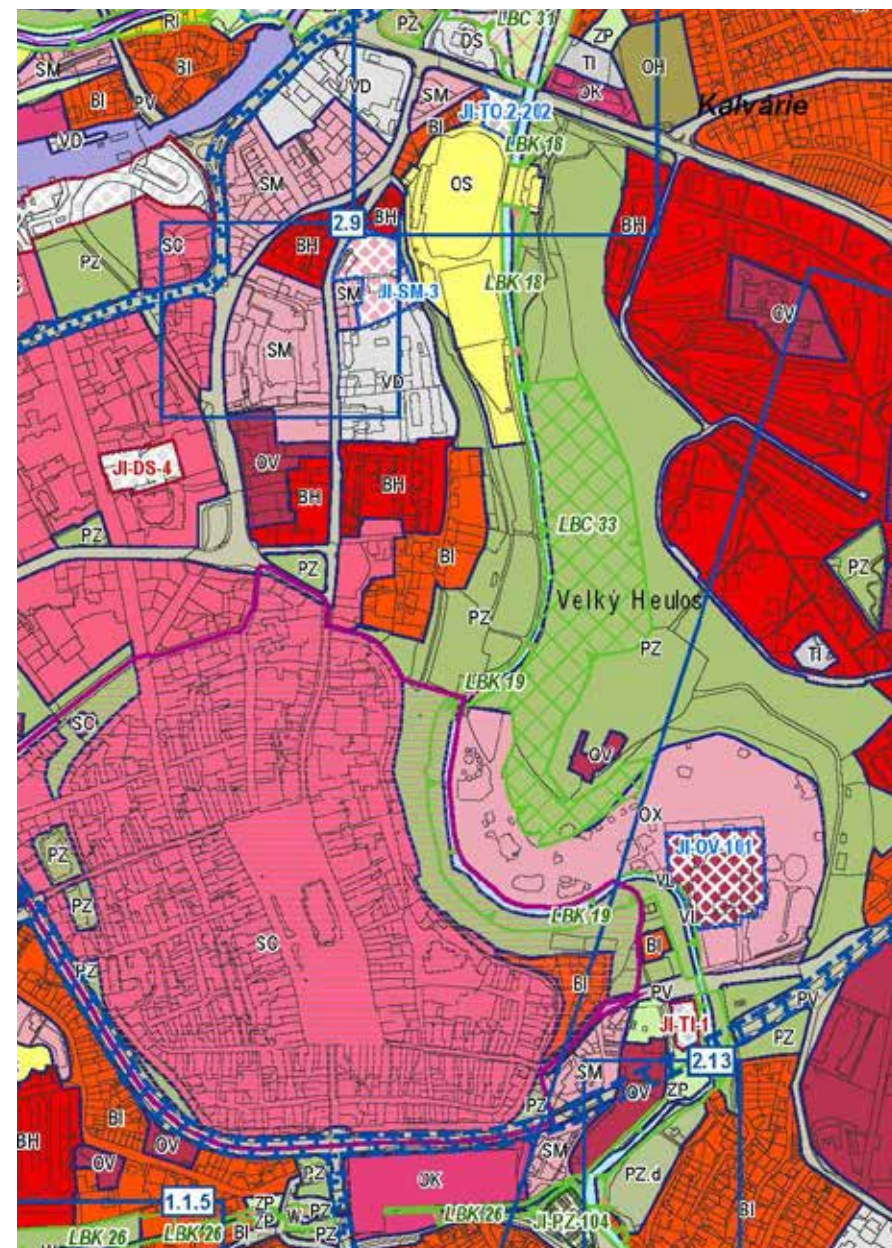 RI
PZ
DS
LBC 31
ZP
BI
SM
TI
OH
BI
PV
VD
SM
OK
Kalvárie
JI-TO.2-202
VD
BI
LBK 18
SM
OS
2.9
BH
BH
BH
SC
PZ
OV
LBK 18
SM
JI-SM-3
SM
VD
JI-DS-4
OV
BH
BH
LBC 33
PZ
BI
PZ
PZ
Velký Heulos
PZ
PZ
TI
LBK 19
SC
OV
OX
JI-OV-101
PZ
VL
PZ
LBK 19
VI
SC
BI
PZ
BI
PV
PV
JI-TI-1
PZ
2.13
SM
OV
ZP
PZ
BI
BH
OV
SM
OV
PZ
OK
PZ.d
1.1.5
ZP
W
PZ
LBK 26
LBK 26
BI
ZP
PZ
LBK 26
JI-PZ-104
BI